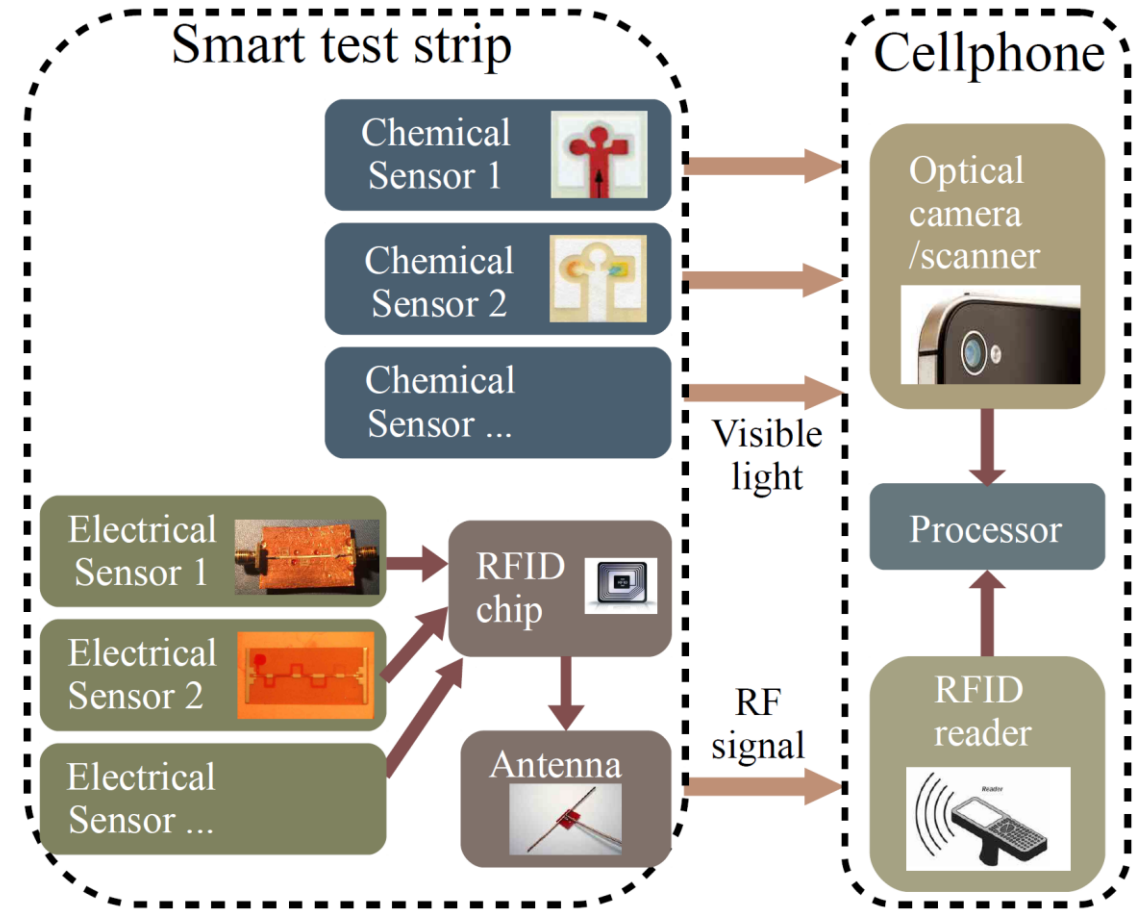 Smart test strip
Chemical
Sensor 1
Chemical
Sensor 2
Chemical
Sensor ...
Electrical
Sensor 1
Electrical
Sensor 2
Electrical
Sensor ...
RFID
chip
Antenna
Visible
light
RF
signal
Cellphone
Optical
camera
/scanner
Processor
RFID
reader
Reader